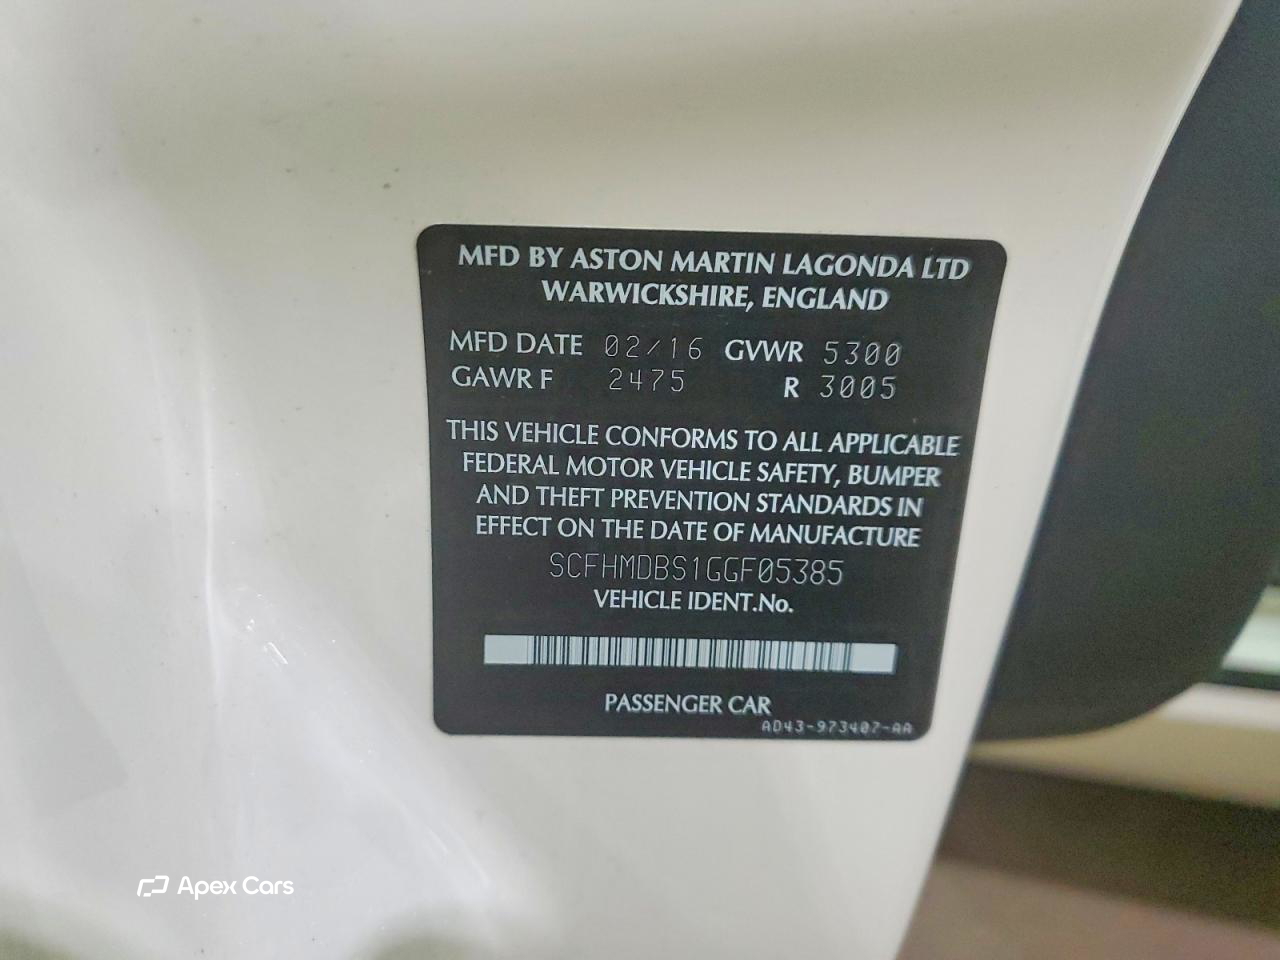 MFD BY ASTON MARTIN LAGONDA LTD
WARWICKSHIRE, ENGLAND
MFD DATE 02/16 GVWR 5300
GAWR F 2475 R 3005
THIS VEHICLE CONFORMS TO ALL APPLICABLE
FEDERAL MOTOR VEHICLE SAFETY, BUMPER
AND THEFT PREVENTION STANDARDS IN
EFFECT ON THE DATE OF MANUFACTURE
SCFHMDBS1GGF05385
VEHICLE IDENT.No.
PASSENGER CAR
AD43-973407-AA
Apex Cars